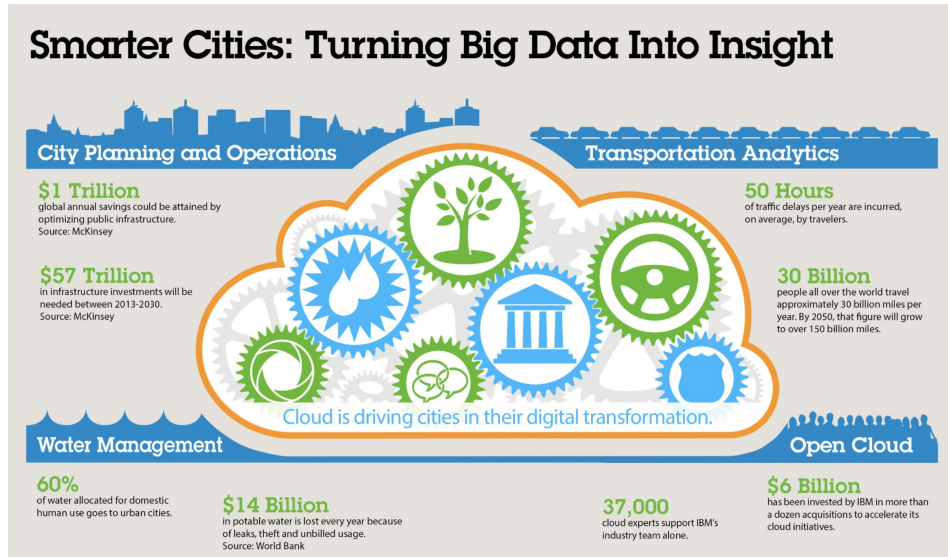 Smarter Cities: Turning Big Data Into Insight
City Planning and Operations
$1 Trillion
global annual savings could be attained by
optimizing public infrastructure.
Source: McKinsey
$57 Trillion
in infrastructure investments will be
needed between 2013-2030.
Source: McKinsey
Transportation Analytics
50 Hours
of traffic delays per year are incurred,
on average, by travelers.
30 Billion
people all over the world travel
approximately 30 billion miles per
year. By 2050, that figure will grow
to over 150 billion miles.
Cloud is driving cities in their digital transformation.
Water Management
60%
of water allocated for domestic
human use goes to urban cities.
$14 Billion
in potable water is lost every year because
of leaks, theft and unbilled usage.
Source: World Bank
Open Cloud
37,000
cloud experts support IBM's
industry team alone.
$6 Billion
has been invested by IBM in more than
a dozen acquisitions to accelerate its
cloud initiatives.